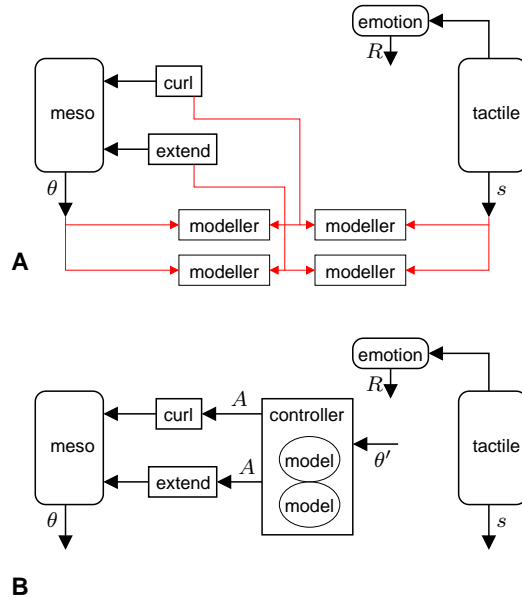 emotion
R
curl
meso
tactile
extend
θ
s
modeller modeller
A
modeller modeller
emotion
R
A controller
curl
meso
model
θ′
tactile
A
extend
model
θ
s
B